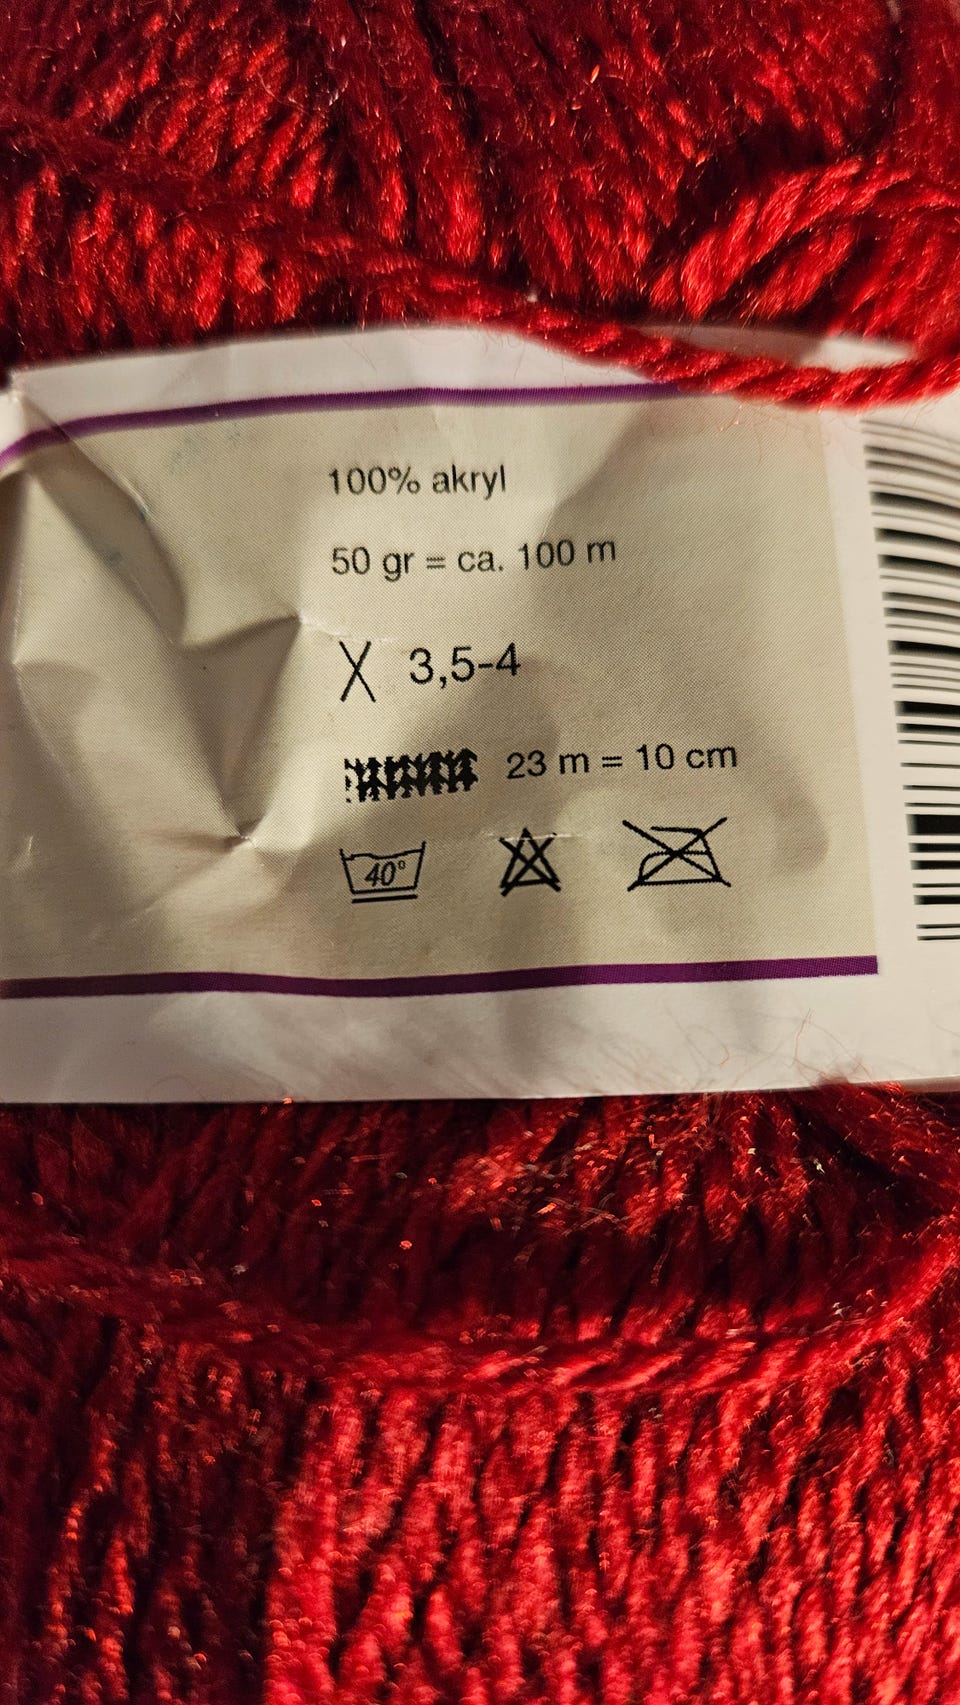 100% akryl
50 gr = ca. 100 m
3,5-4
23 m = 10 cm
40°